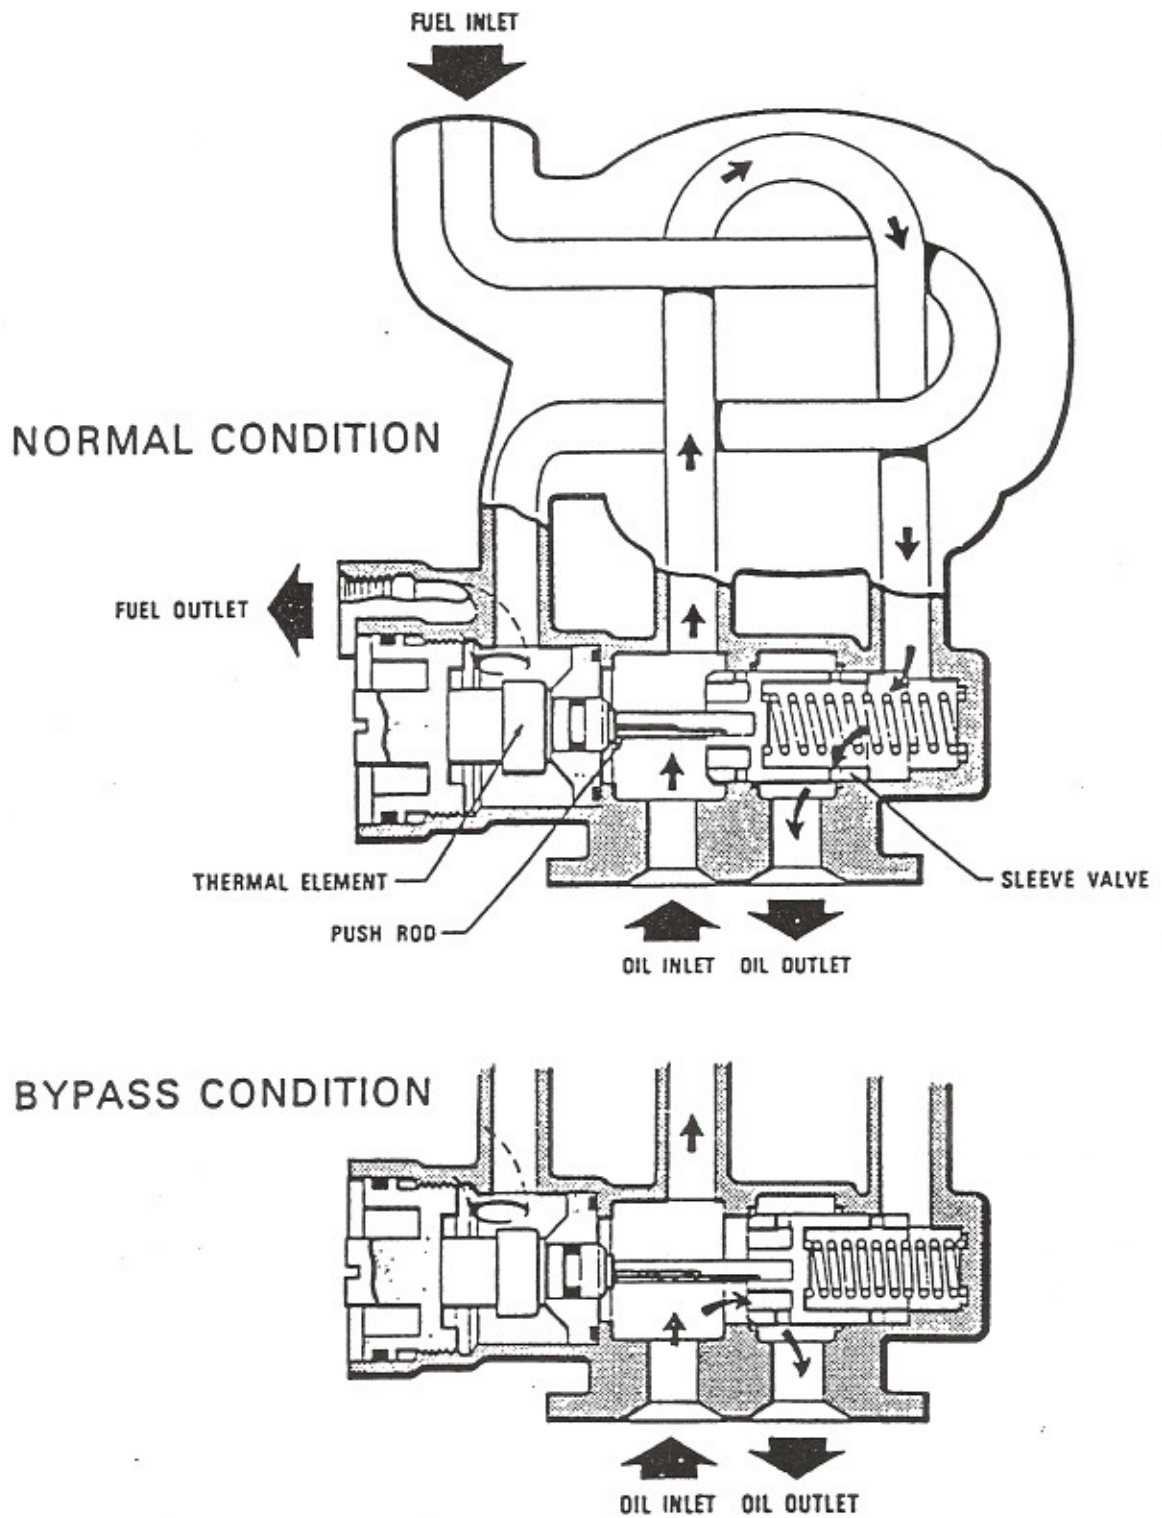 FUEL INLET
NORMAL CONDITION
FUEL OUTLET
THERMAL ELEMENT
SLEEVE VALVE
PUSH ROD
OIL INLET OIL OUTLET
BYPASS CONDITION
OIL INLET OIL OUTLET